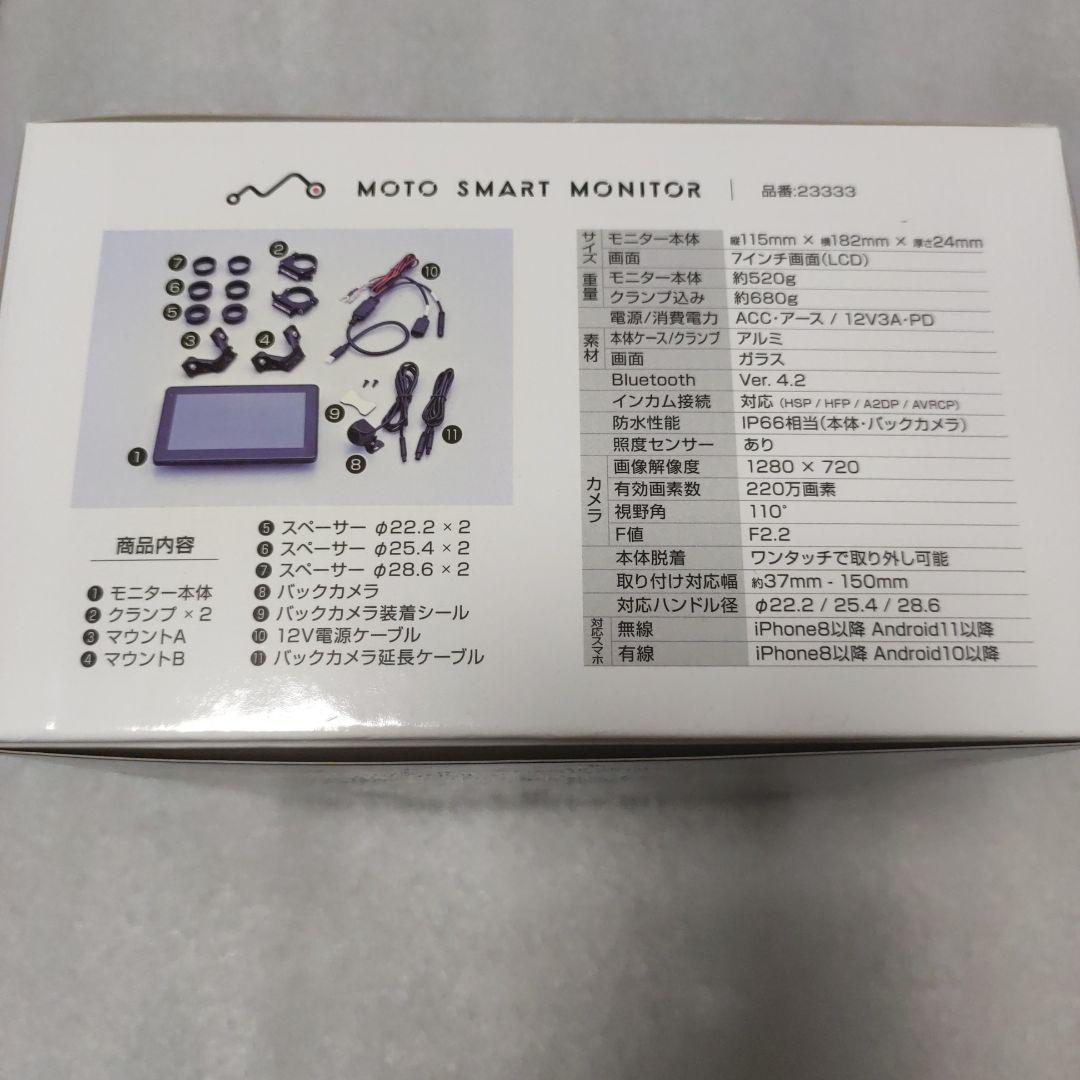 MOTO SMART MONITOR | 品番:23333
❼
❻
❺
❷
❿
❸
❹
❶
❾
❽
⓫
商品内容
❶ モニター本体
❷ クランプ × 2
❸ マウントA
❹ マウントB
❺ スペーサー φ22.2 × 2
❻ スペーサー φ25.4 × 2
❼ スペーサー φ28.6 × 2
❽ バックカメラ
❾ バックカメラ装着シール
❿ 12V電源ケーブル
⓫ バックカメラ延長ケーブル
サイズ モニター本体 縦115mm × 横182mm × 厚さ24mm
画面 7インチ画面(LCD)
重量 モニター本体 約520g
クランプ込み 約680g
電源/消費電力 ACC・アース / 12V3A・PD
素材 本体ケース/クランプ アルミ
画面 ガラス
Bluetooth Ver. 4.2
インカム接続 対応 (HSP / HFP / A2DP / AVRCP)
防水性能 IP66相当(本体・バックカメラ)
照度センサー あり
カメラ 画像解像度 1280 × 720
有効画素数 220万画素
視野角 110°
F値 F2.2
本体脱着 ワンタッチで取り外し可能
取り付け対応幅 約37mm - 150mm
対応ハンドル径 φ22.2 / 25.4 / 28.6
対応スマホ 無線 iPhone8以降 Android11以降
有線 iPhone8以降 Android10以降